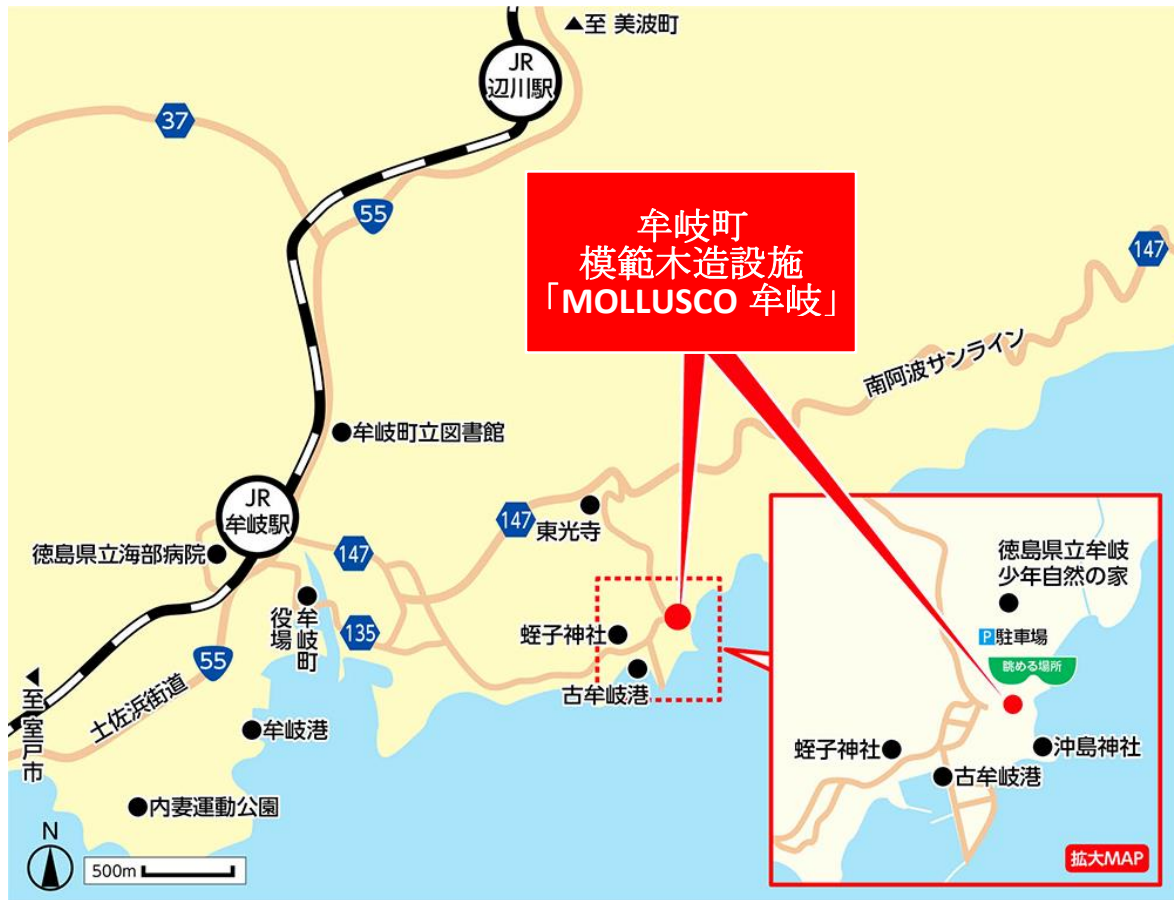 ▲至 美波町
JR
辺川駅
37
55
牟岐町
模範木造設施
「MOLLUSCO 牟岐」
147
南阿波サンライン
牟岐町立図書館
JR
牟岐駅
147
東光寺
徳島県立海部病院
147
徳島県立牟岐
少年自然の家
牟岐町
役場
135
蛭子神社
P駐車場
眺める場所
55
古牟岐港
▲至室戸市
土佐浜街道
牟岐港
蛭子神社
沖島神社
古牟岐港
内妻運動公園
N
500m
拡大MAP